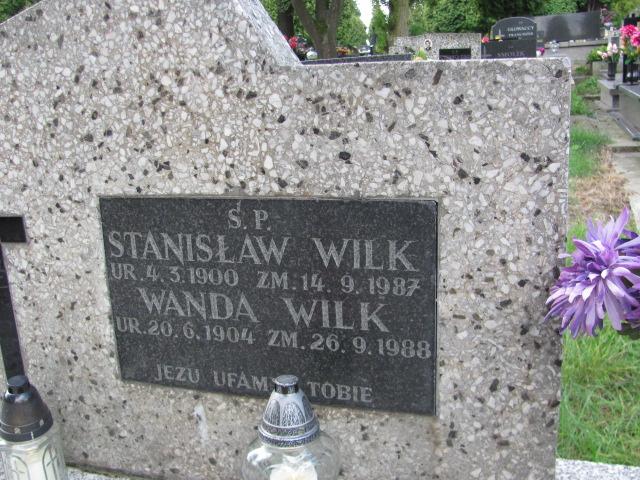 Ś.P.
STANISŁAW WILK
UR. 4.3.1900 ZM. 14.9.1987
WANDA WILK
UR. 20.6.1904 ZM. 26.9.1988
JEZU UFAMY TOBIE